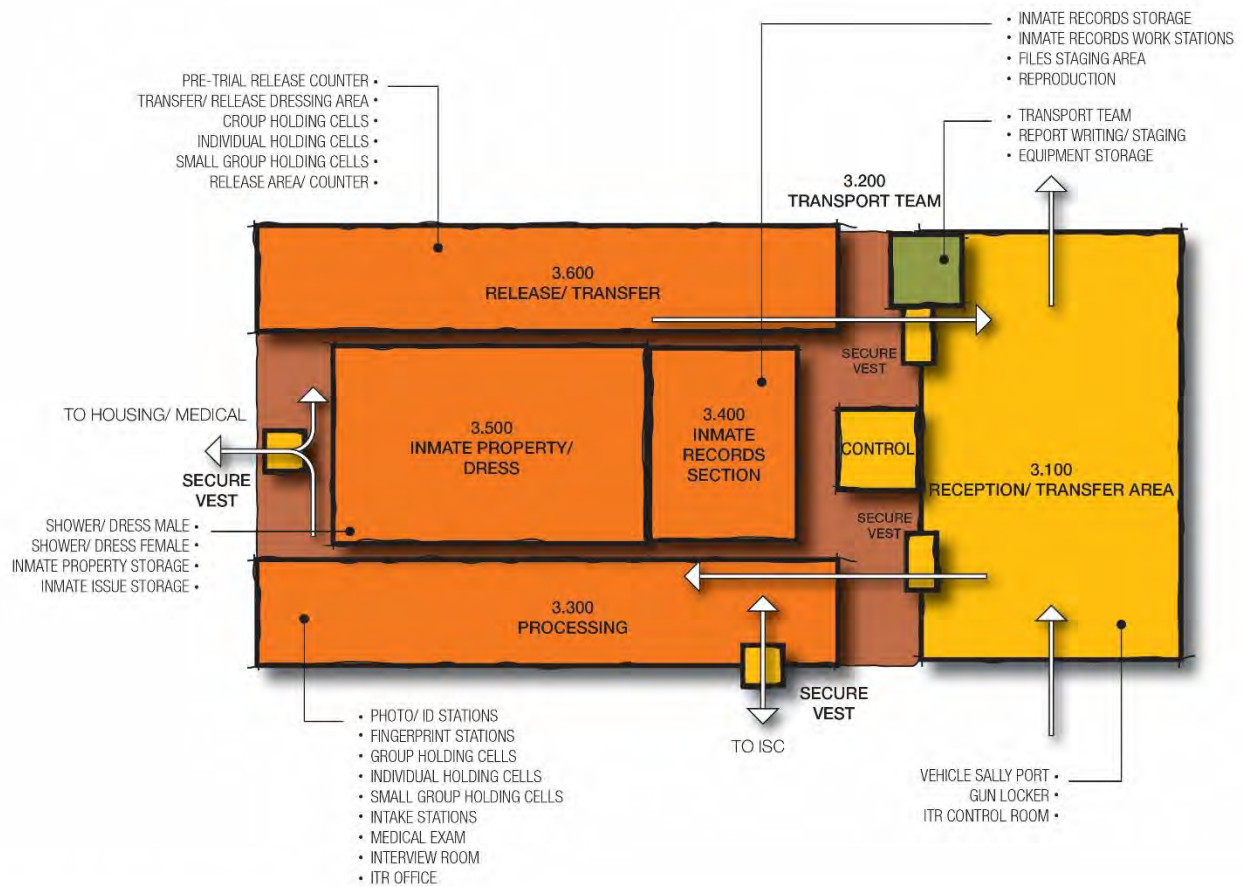 • INMATE RECORDS STORAGE
• INMATE RECORDS WORK STATIONS
• FILES STAGING AREA
• REPRODUCTION
PRE-TRIAL RELEASE COUNTER •
TRANSFER/ RELEASE DRESSING AREA •
CROUP HOLDING CELLS •
INDIVIDUAL HOLDING CELLS •
SMALL GROUP HOLDING CELLS •
RELEASE AREA/ COUNTER •
• TRANSPORT TEAM
• REPORT WRITING/ STAGING
• EQUIPMENT STORAGE
3.200
TRANSPORT TEAM
3.600
RELEASE/ TRANSFER
SECURE
VEST
TO HOUSING/ MEDICAL
SECURE
VEST
3.500
INMATE PROPERTY/
DRESS
3.400
INMATE
RECORDS
SECTION
CONTROL
3.100
RECEPTION/ TRANSFER AREA
SECURE
VEST
SHOWER/ DRESS MALE •
SHOWER/ DRESS FEMALE •
INMATE PROPERTY STORAGE •
INMATE ISSUE STORAGE •
3.300
PROCESSING
SECURE
VEST
TO ISC
• PHOTO/ ID STATIONS
• FINGERPRINT STATIONS
• GROUP HOLDING CELLS
• INDIVIDUAL HOLDING CELLS
• SMALL GROUP HOLDING CELLS
• INTAKE STATIONS
• MEDICAL EXAM
• INTERVIEW ROOM
• ITR OFFICE
VEHICLE SALLY PORT •
GUN LOCKER •
ITR CONTROL ROOM •